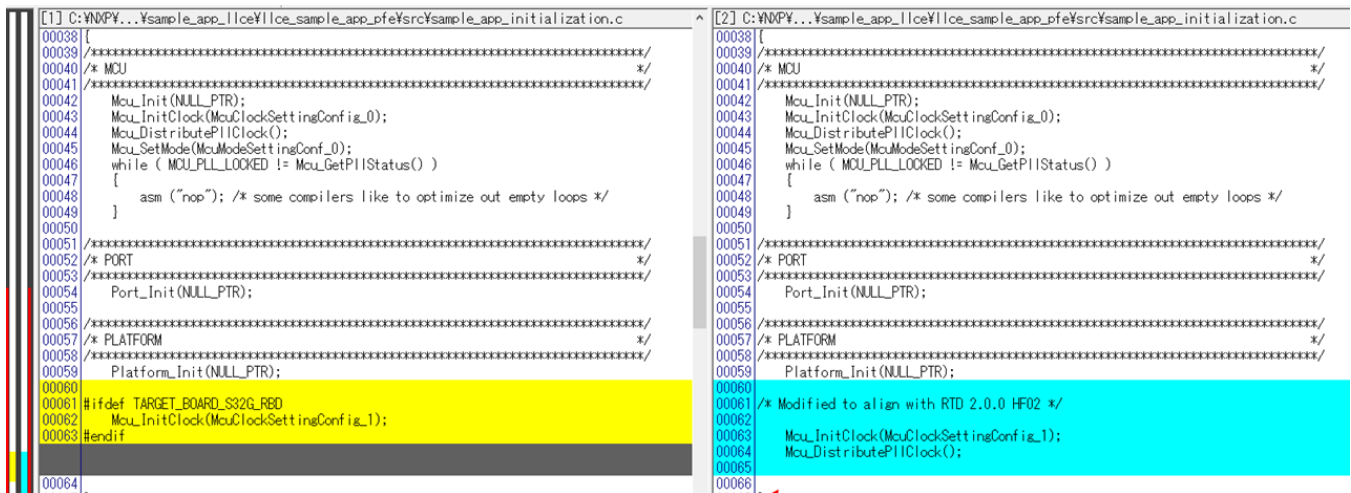 [1] C:¥NXP¥...¥sample_app_llce¥llce_sample_app_pfe¥src¥sample_app_initialization.c
00038 {
00039 /*******************************************************************************/
00040 /* MCU */
00041 /*******************************************************************************/
00042 Mcu_Init(NULL_PTR);
00043 Mcu_InitClock(McuClockSettingConfig_0);
00044 Mcu_DistributePllClock();
00045 Mcu_SetMode(McuModeSettingConf_0);
00046 while ( MCU_PLL_LOCKED != Mcu_GetPllStatus() )
00047 {
00048 asm ("nop"); /* some compilers like to optimize out empty loops */
00049 }
00050
00051 /*******************************************************************************/
00052 /* PORT */
00053 /*******************************************************************************/
00054 Port_Init(NULL_PTR);
00055
00056 /*******************************************************************************/
00057 /* PLATFORM */
00058 /*******************************************************************************/
00059 Platform_Init(NULL_PTR);
00060
00061 #ifdef TARGET_BOARD_S32G_RBD
00062 Mcu_InitClock(McuClockSettingConfig_1);
00063 #endif
00064
[2] C:¥NXP¥...¥sample_app_llce¥llce_sample_app_pfe¥src¥sample_app_initialization.c
00038 {
00039 /*******************************************************************************/
00040 /* MCU */
00041 /*******************************************************************************/
00042 Mcu_Init(NULL_PTR);
00043 Mcu_InitClock(McuClockSettingConfig_0);
00044 Mcu_DistributePllClock();
00045 Mcu_SetMode(McuModeSettingConf_0);
00046 while ( MCU_PLL_LOCKED != Mcu_GetPllStatus() )
00047 {
00048 asm ("nop"); /* some compilers like to optimize out empty loops */
00049 }
00050
00051 /*******************************************************************************/
00052 /* PORT */
00053 /*******************************************************************************/
00054 Port_Init(NULL_PTR);
00055
00056 /*******************************************************************************/
00057 /* PLATFORM */
00058 /*******************************************************************************/
00059 Platform_Init(NULL_PTR);
00060
00061 /* Modified to align with RTD 2.0.0 HF02 */
00062
00063 Mcu_InitClock(McuClockSettingConfig_1);
00064 Mcu_DistributePllClock();
00065
00066